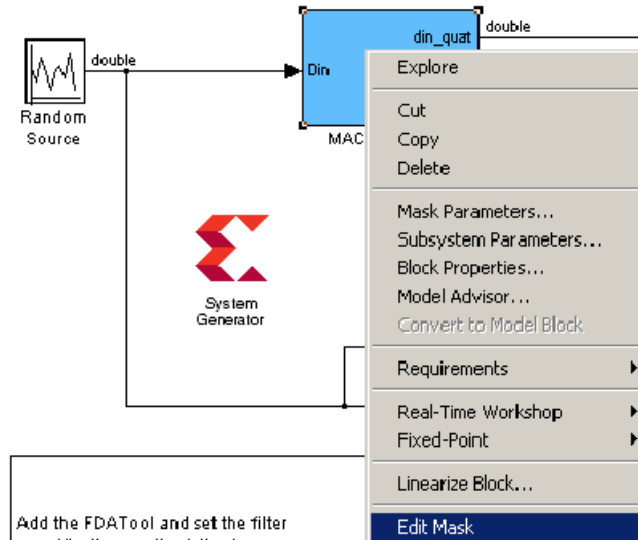 din_quat
double
double
Din
Random
Source
MAC
Explore
Cut
Copy
Delete
Mask Parameters...
Subsystem Parameters...
Block Properties...
Model Advisor...
Convert to Model Block
Requirements
Real-Time Workshop
Fixed-Point
Linearize Block...
Edit Mask
System
Generator
Add the FDATool and set the filter